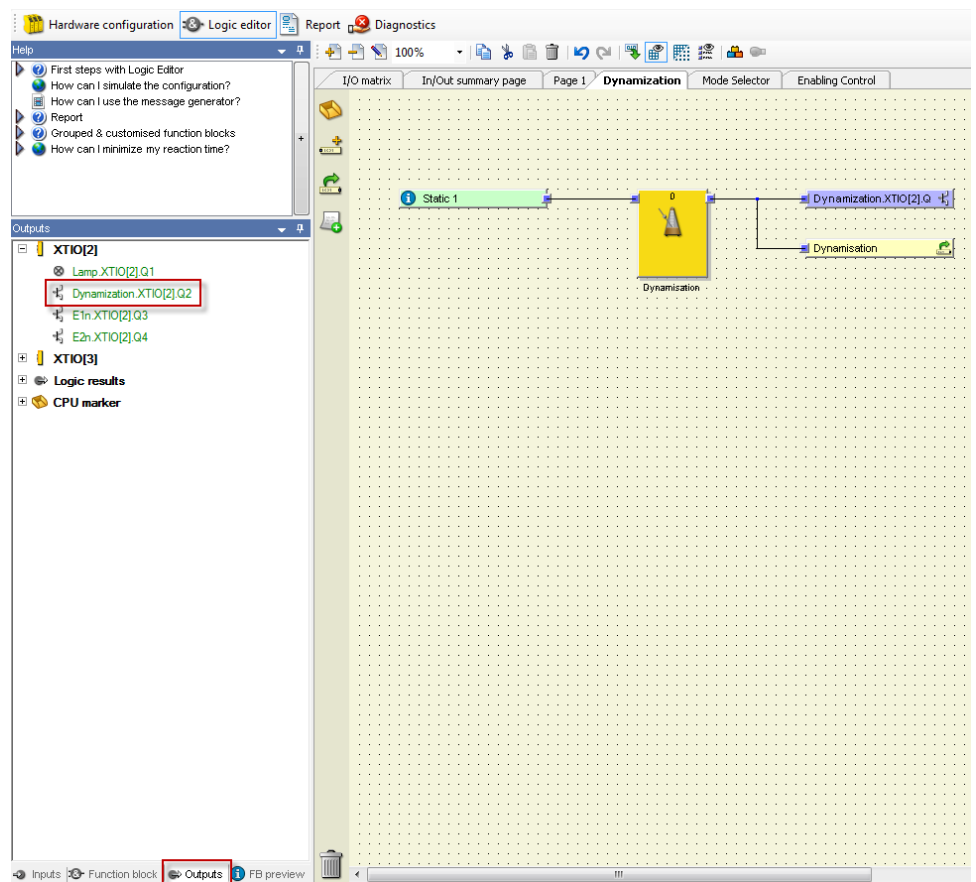 Hardware configuration Logic editor Report Diagnostics
Help
First steps with Logic Editor
How can I simulate the configuration?
How can I use the message generator?
Report
Grouped & customised function blocks
How can I minimize my reaction time?
100%
I/O matrix In/Out summary page Page 1 Dynamization Mode Selector Enabling Control
Outputs
XTIO[2]
Lamp.XTIO[2].Q1
Dynamization.XTIO[2].Q2
E1n.XTIO[2].Q3
E2n.XTIO[2].Q4
XTIO[3]
Logic results
CPU marker
Static 1
0
Dynamisation
Dynamization.XTIO[2].Q
Dynamisation
Inputs Function block Outputs FB preview